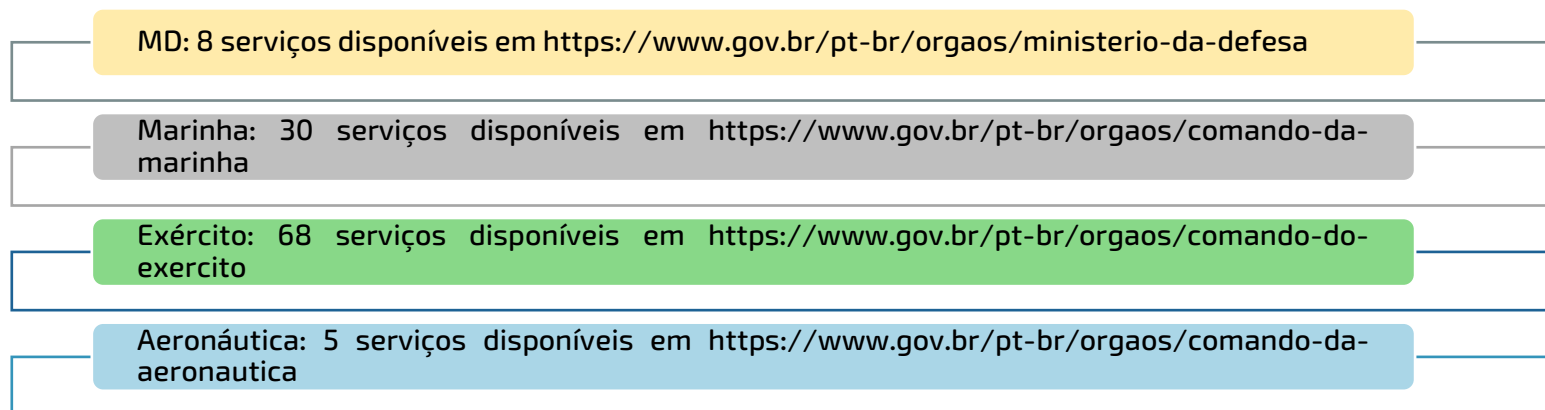 MD: 8 serviços disponíveis em https://www.gov.br/pt-br/orgaos/ministerio-da-defesa
Marinha: 30 serviços disponíveis em https://www.gov.br/pt-br/orgaos/comando-da-
marinha
Exército: 68 serviços disponíveis em https://www.gov.br/pt-br/orgaos/comando-do-
exercito
Aeronáutica: 5 serviços disponíveis em https://www.gov.br/pt-br/orgaos/comando-da-
aeronautica